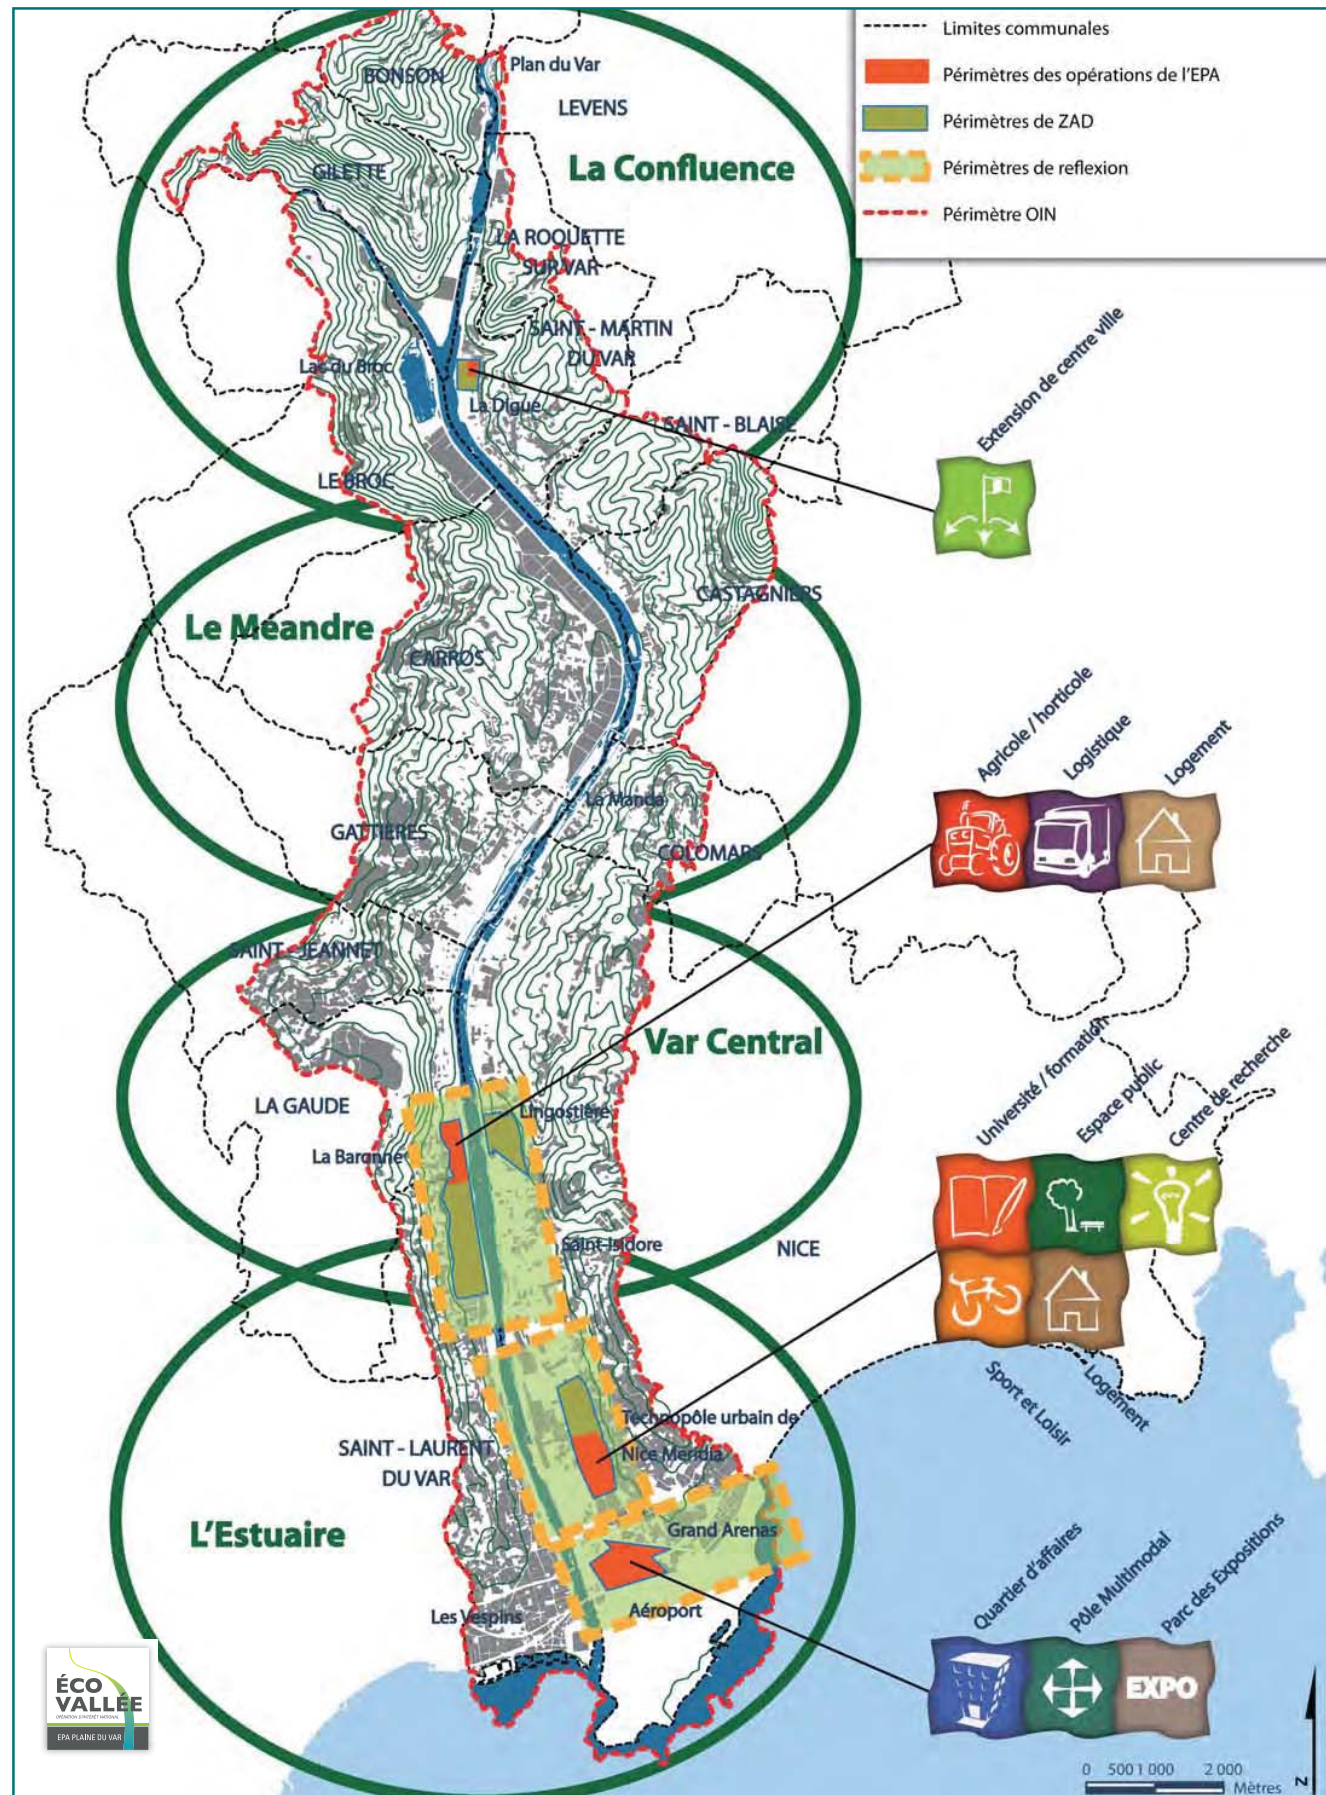 Limites communales
Périmètres des opérations de l'EPA
Périmètres de ZAD
Périmètres de reflexion
Périmètre OIN
BONSON
Plan du Var
LEVENS
La Confluence
GILETTE
LA ROQUETTE
SUR VAR
SAINT - MARTIN
DU VAR
Lac du Broc
La Digue
SAINT - BLAISE
LE BROC
Extension de centre ville
CASTAGNIERS
Le Méandre
CARROS
La Manda
GATTIERES
COLOMARS
Agricole / horticole
Logistique
Logement
SAINT - JEANNET
Var Central
LA GAUDE
Lingostière
La Baronne
Saint-Isidore
NICE
Université / formation
Espace public
Centre de recherche
Sport et Loisir
Logement
Technopôle urbain de
Nice Méridia
SAINT - LAURENT
DU VAR
L'Estuaire
Grand Arenas
Aéroport
Les Vespins
Quartier d'affaires
Pôle Multimodal
Parc des Expositions
EXPO
ÉCO
VALLÉE
OPÉRATION D'INTÉRÊT NATIONAL
EPA PLAINE DU VAR
0 500 1 000 2 000
Mètres
N